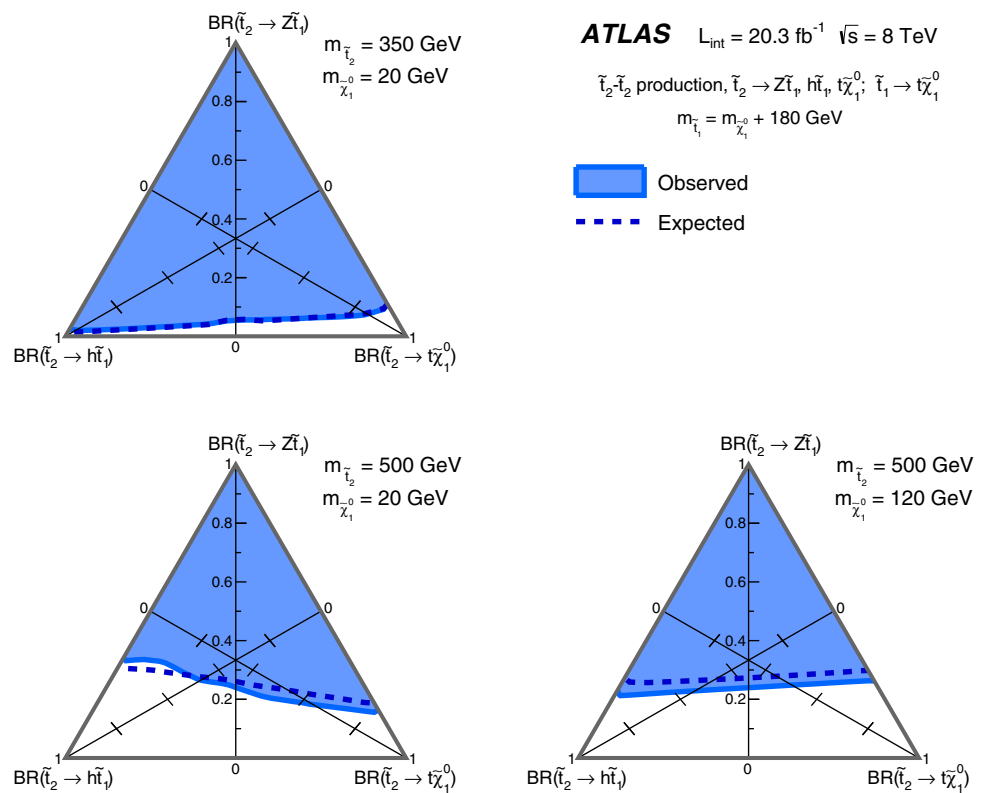 BR(t̃₂ → Zt̃₁)
m_t̃₂ = 350 GeV
m_χ̃₁⁰ = 20 GeV
1
0.8
0.6
0 0
0.4
0.2
1 0 1
BR(t̃₂ → ht̃₁) BR(t̃₂ → tχ̃₁⁰)
ATLAS L_int = 20.3 fb⁻¹ √s = 8 TeV
t̃₂-t̃₂ production, t̃₂ → Zt̃₁, ht̃₁, tχ̃₁⁰; t̃₁ → tχ̃₁⁰
m_t̃₁ = m_χ̃₁⁰ + 180 GeV
Observed
Expected
BR(t̃₂ → Zt̃₁)
m_t̃₂ = 500 GeV
m_χ̃₁⁰ = 20 GeV
1
0.8
0.6
0 0
0.4
0.2
1 0 1
BR(t̃₂ → ht̃₁) BR(t̃₂ → tχ̃₁⁰)
BR(t̃₂ → Zt̃₁)
m_t̃₂ = 500 GeV
m_χ̃₁⁰ = 120 GeV
1
0.8
0.6
0 0
0.4
0.2
1 0 1
BR(t̃₂ → ht̃₁) BR(t̃₂ → tχ̃₁⁰)